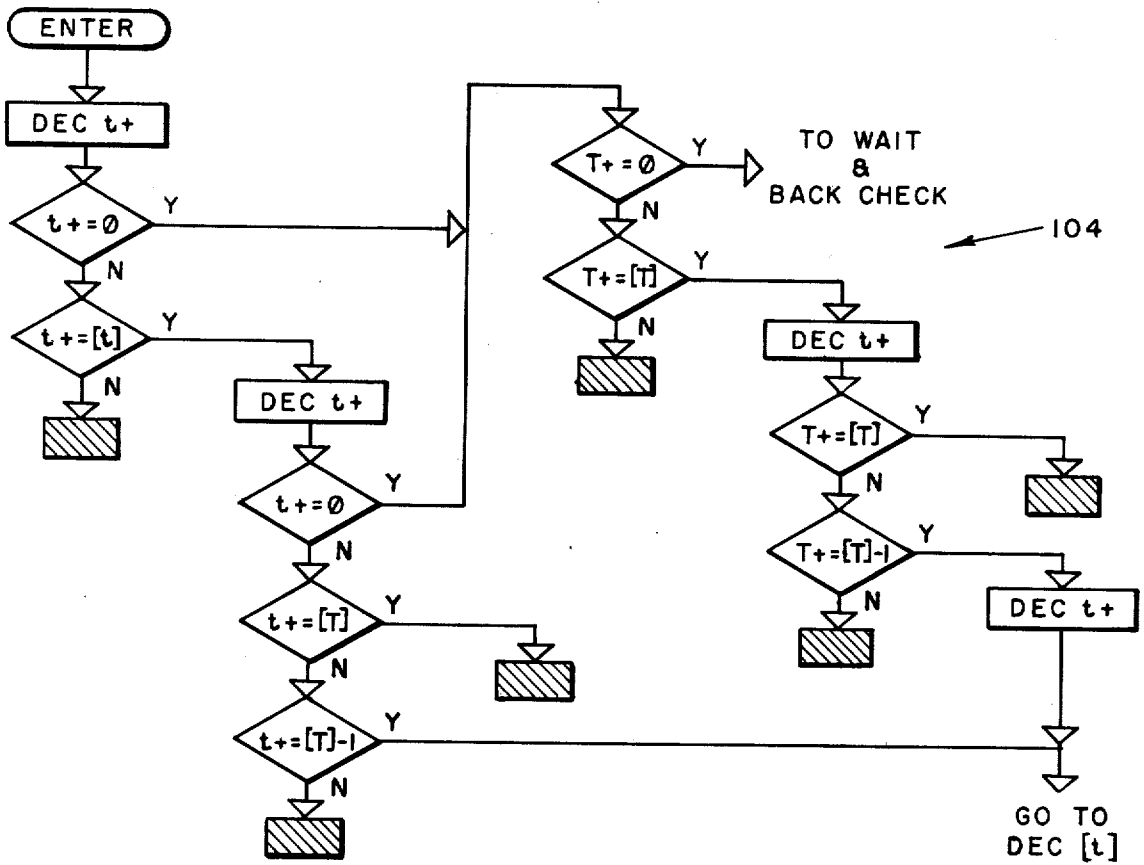 ENTER
DEC t+
t+=Ø
Y
N
t+=[t]
Y
N
DEC t+
t+=Ø
Y
N
t+=[T]
Y
N
t+=[T]-1
Y
N
T+=Ø
Y
N
TO WAIT
&
BACK CHECK
104
T+=[T]
Y
N
DEC t+
T+=[T]
Y
N
T+=[T]-1
Y
N
DEC t+
GO TO
DEC [t]